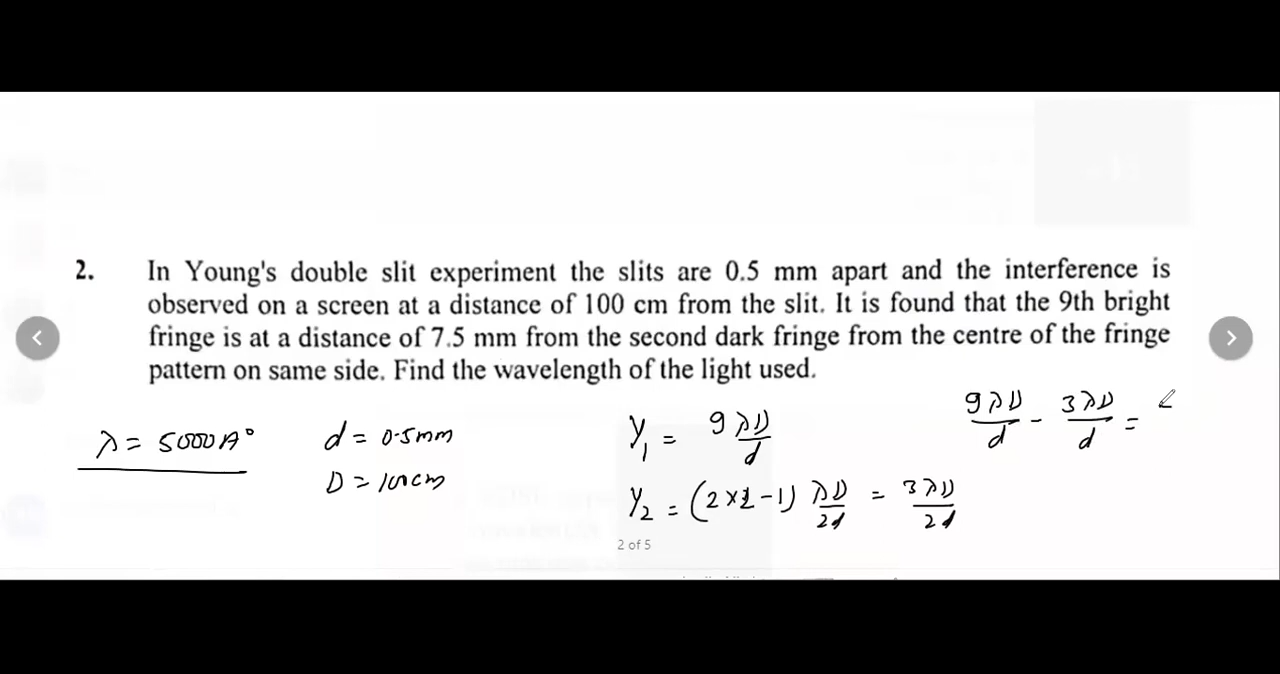 2. In Young's double slit experiment the slits are 0.5 mm apart and the interference is
observed on a screen at a distance of 100 cm from the slit. It is found that the 9th bright
fringe is at a distance of 7.5 mm from the second dark fringe from the centre of the fringe
pattern on same side. Find the wavelength of the light used.
λ = 5000A°
d = 0.5mm
D = 100cm
y₁ = 9λD/d
y₂ = (2×2-1) λD/2d = 3λD/2d
9λD/d - 3λD/d =
2 of 5